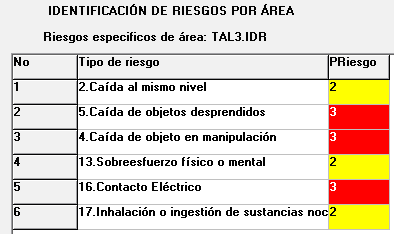 IDENTIFICACIÓN DE RIESGOS POR ÁREA
Riesgos especificos de área: TAL3.IDR
No Tipo de riesgo PRiesgo
1 2.Caída al mismo nivel 2
2 5.Caída de objetos desprendidos 3
3 4.Caída de objeto en manipulación 3
4 13.Sobreesfuerzo físico o mental 2
5 16.Contacto Eléctrico 3
6 17.Inhalación o ingestión de sustancias noc 2